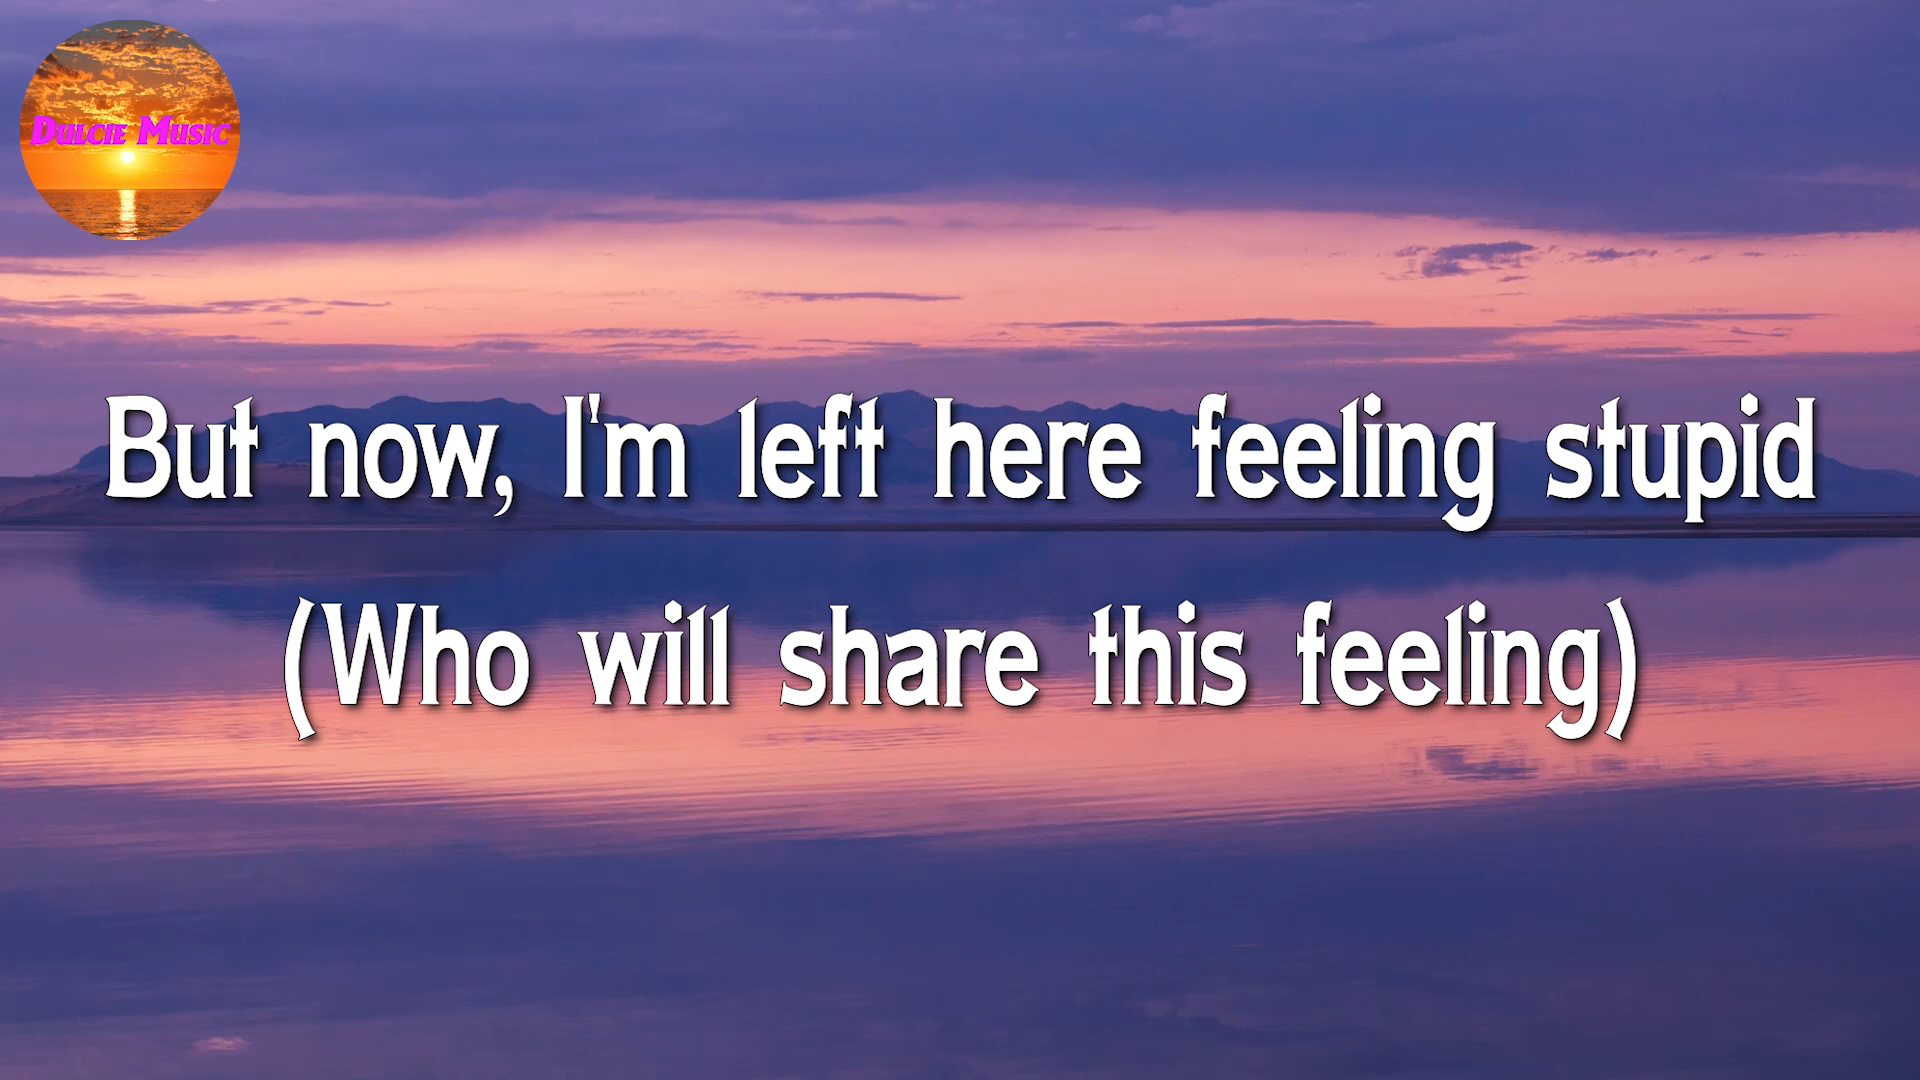 Dulcie Music
But now, I'm left here feeling stupid
(Who will share this feeling)